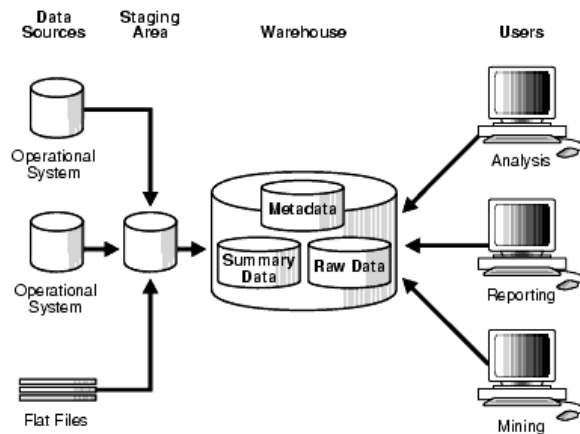 Data Sources
Staging Area
Warehouse
Users
Operational System
Operational System
Flat Files
Metadata
Summary Data
Raw Data
Analysis
Reporting
Mining